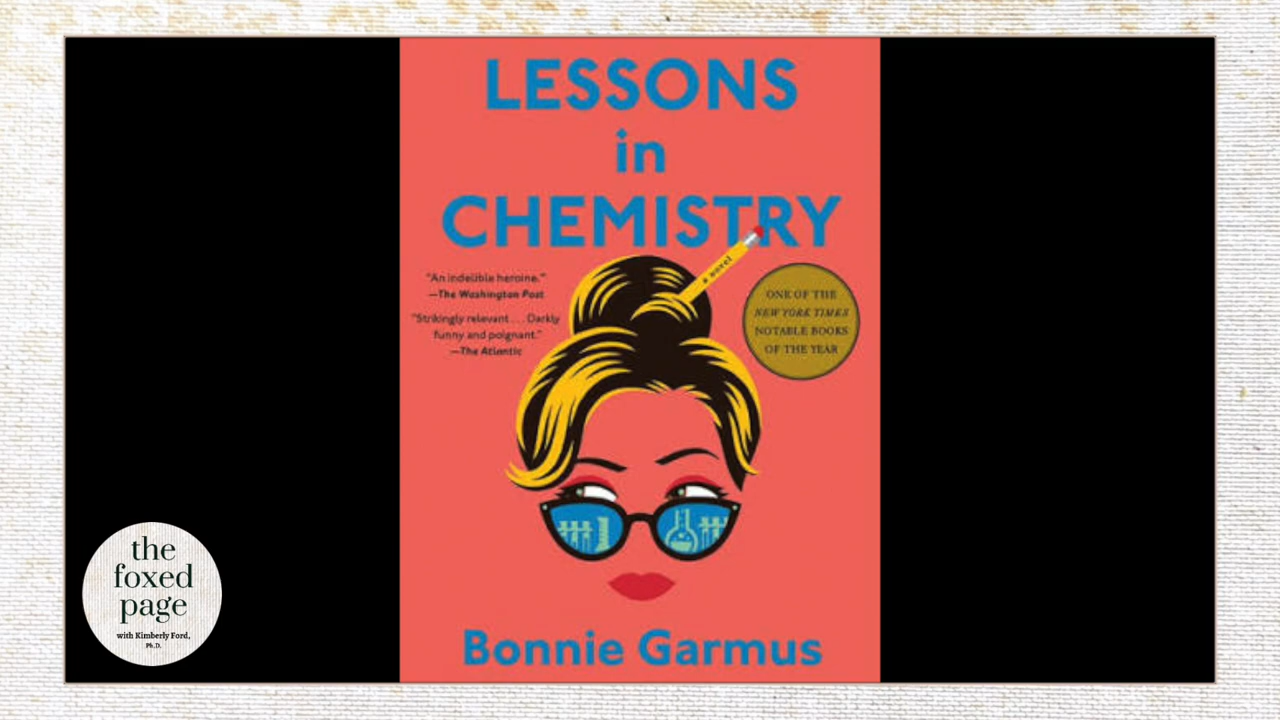 LESSONS
in
CHEMISTRY
a novel
"An indelible heroine."
—The Washington Post
"Strikingly relevant . . . Darkly
funny and poignant."
—The Atlantic
ONE OF THE
NEW YORK TIMES
NOTABLE BOOKS
OF THE YEAR
Bonnie Garmus
the
foxed
page
with Kimberly Ford,
Ph.D.